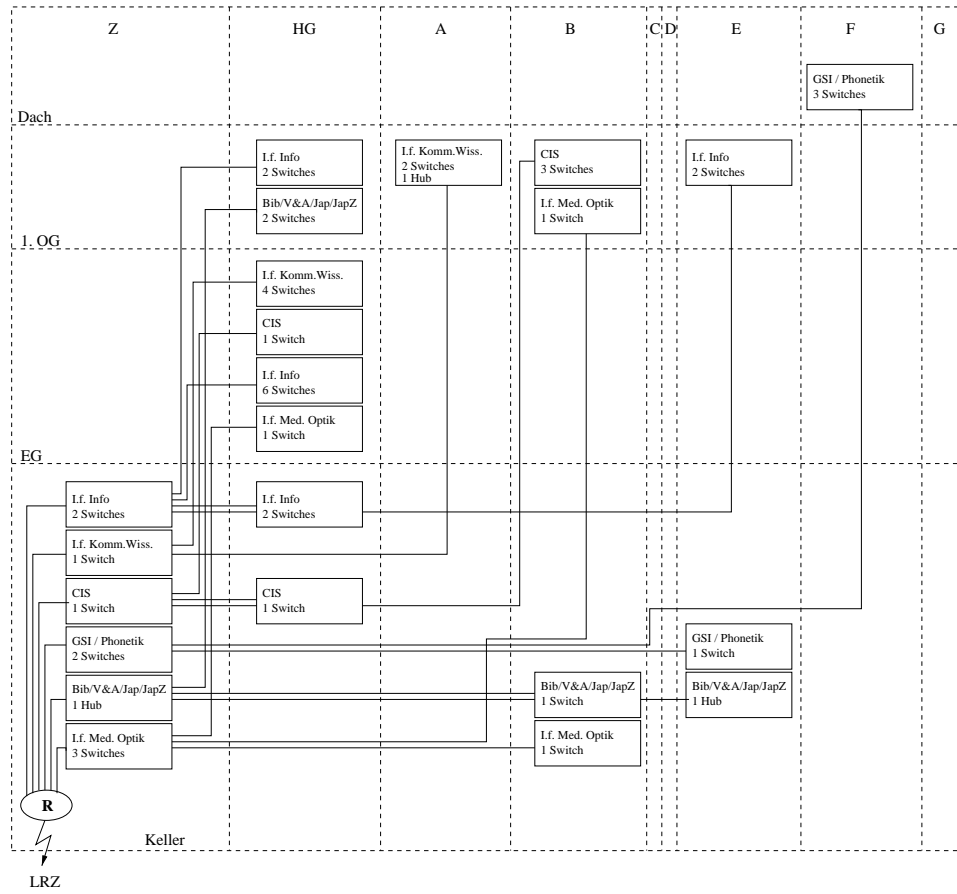 Z HG A B C D E F G
GSI / Phonetik
3 Switches
Dach
I.f. Info
2 Switches
I.f. Komm.Wiss.
2 Switches
1 Hub
CIS
3 Switches
I.f. Info
2 Switches
Bib/V&A/Jap/JapZ
2 Switches
I.f. Med. Optik
1 Switch
1. OG
I.f. Komm.Wiss.
4 Switches
CIS
1 Switch
I.f. Info
6 Switches
I.f. Med. Optik
1 Switch
EG
I.f. Info
2 Switches
I.f. Info
2 Switches
I.f. Komm.Wiss.
1 Switch
CIS
1 Switch
CIS
1 Switch
GSI / Phonetik
2 Switches
GSI / Phonetik
1 Switch
Bib/V&A/Jap/JapZ
1 Hub
Bib/V&A/Jap/JapZ
1 Switch
Bib/V&A/Jap/JapZ
1 Hub
I.f. Med. Optik
3 Switches
I.f. Med. Optik
1 Switch
R
Keller
LRZ